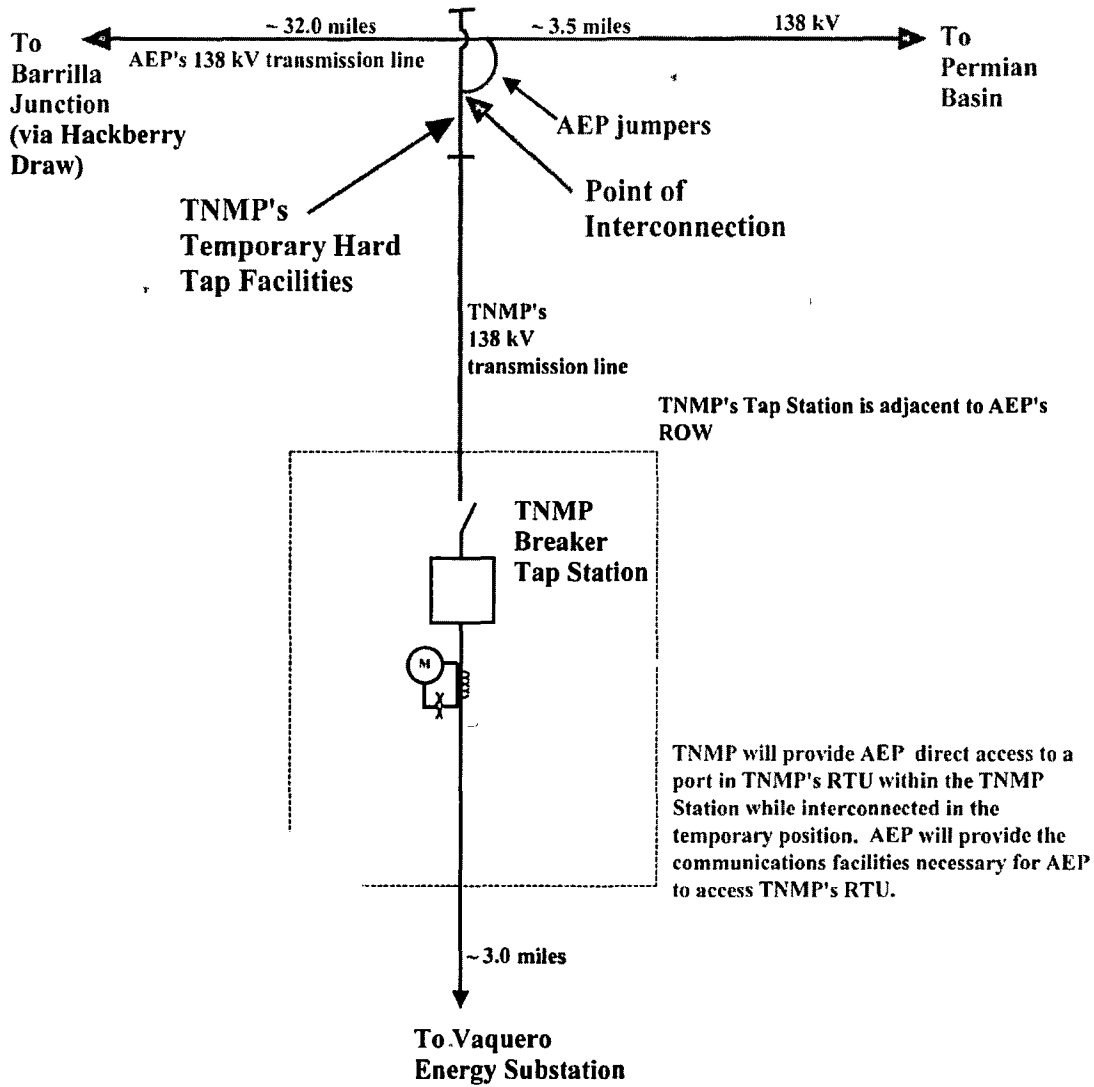 ~ 32.0 miles
~ 3.5 miles
138 kV
To
Barrilla
Junction
(via Hackberry
Draw)
AEP's 138 kV transmission line
To
Permian
Basin
AEP jumpers
Point of
Interconnection
TNMP's
Temporary Hard
Tap Facilities
TNMP's
138 kV
transmission line
TNMP's Tap Station is adjacent to AEP's
ROW
TNMP
Breaker
Tap Station
M
TNMP will provide AEP direct access to a
port in TNMP's RTU within the TNMP
Station while interconnected in the
temporary position. AEP will provide the
communications facilities necessary for AEP
to access TNMP's RTU.
~ 3.0 miles
To Vaquero
Energy Substation